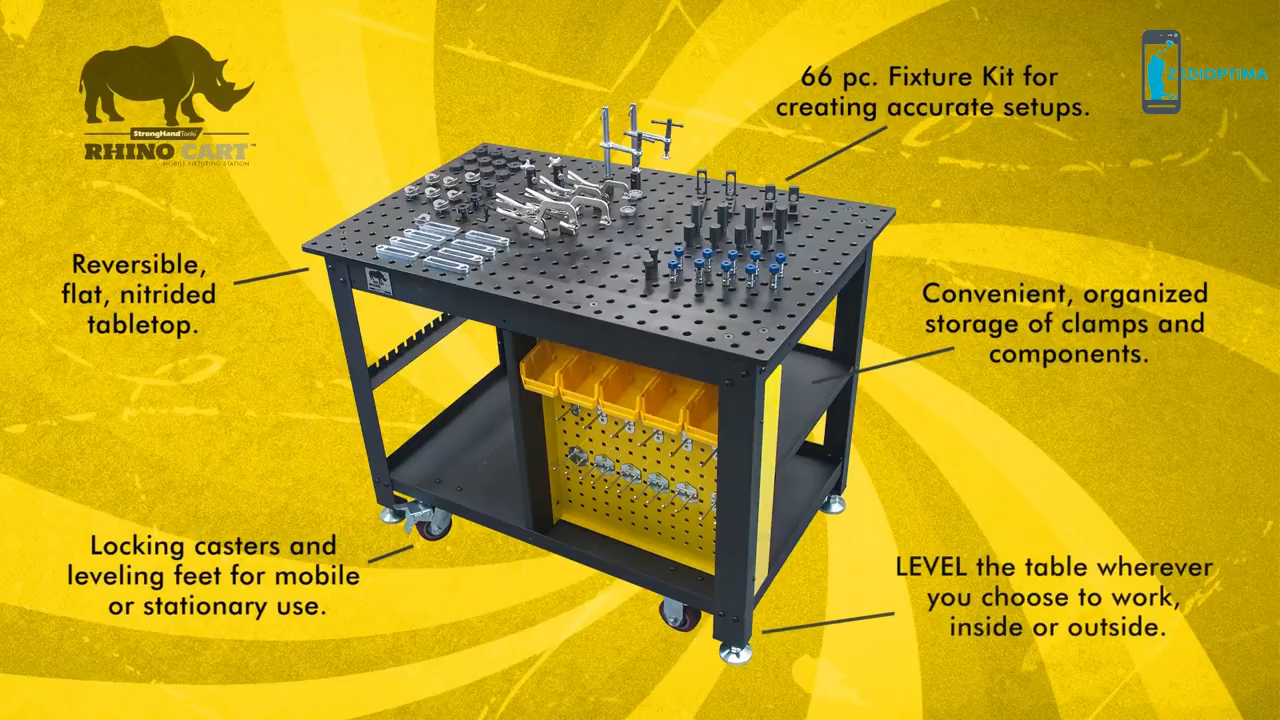 StrongHandTools
RHINO CART™
MOBILE FIXTURING STATION
66 pc. Fixture Kit for
creating accurate setups.
ZEDIOPTIMA
Reversible,
flat, nitrided
tabletop.
Convenient, organized
storage of clamps and
components.
Locking casters and
leveling feet for mobile
or stationary use.
LEVEL the table wherever
you choose to work,
inside or outside.